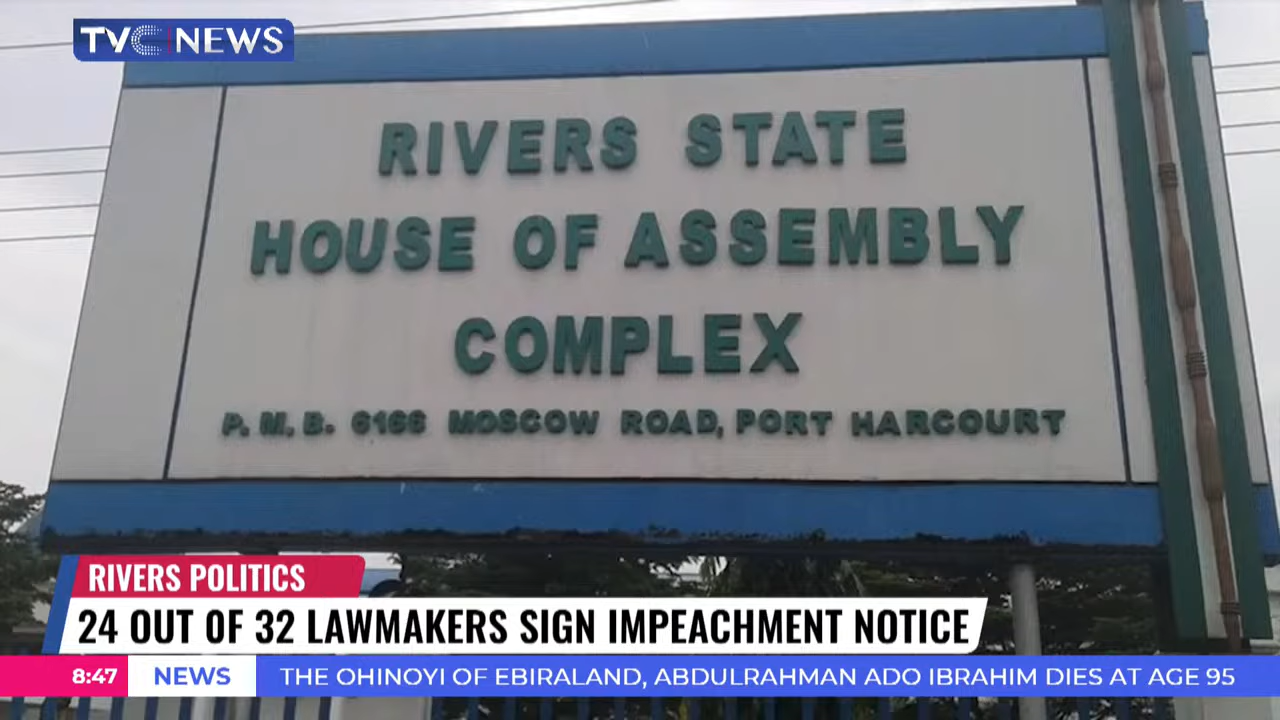 TVC NEWS
RIVERS STATE
HOUSE OF ASSEMBLY
COMPLEX
P. M. B. 6166 MOSCOW ROAD, PORT HARCOURT
RIVERS POLITICS
24 OUT OF 32 LAWMAKERS SIGN IMPEACHMENT NOTICE
8:47 NEWS THE OHINOYI OF EBIRALAND, ABDULRAHMAN ADO IBRAHIM DIES AT AGE 95